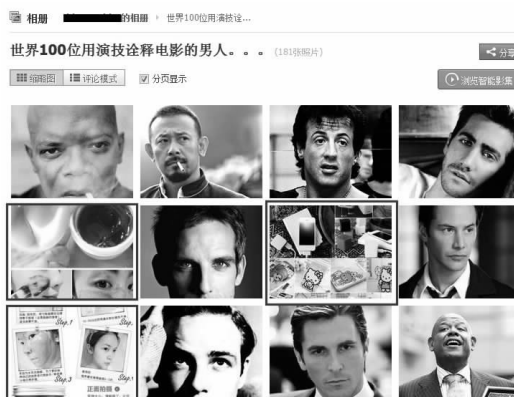 相册 的相册 › 世界100位用演技诠...
世界100位用演技诠释电影的男人。。。 (181张照片)
分享
缩略图 评论模式 分页显示
浏览智能影集
Step.1 Step.
Step.3
正面拍摄